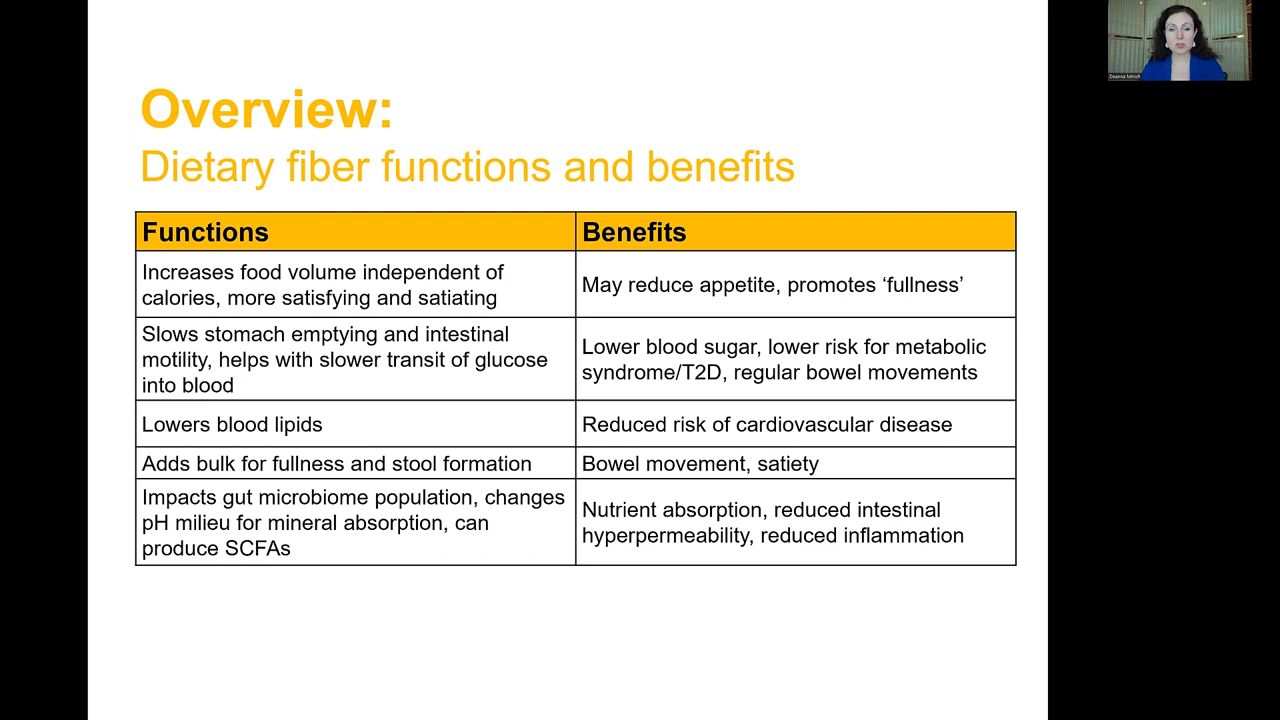 Overview:
Dietary fiber functions and benefits
Functions
Benefits
Increases food volume independent of
calories, more satisfying and satiating
May reduce appetite, promotes ‘fullness’
Slows stomach emptying and intestinal
motility, helps with slower transit of glucose
into blood
Lower blood sugar, lower risk for metabolic
syndrome/T2D, regular bowel movements
Lowers blood lipids
Reduced risk of cardiovascular disease
Adds bulk for fullness and stool formation
Bowel movement, satiety
Impacts gut microbiome population, changes
pH milieu for mineral absorption, can
produce SCFAs
Nutrient absorption, reduced intestinal
hyperpermeability, reduced inflammation
Deanna Minich